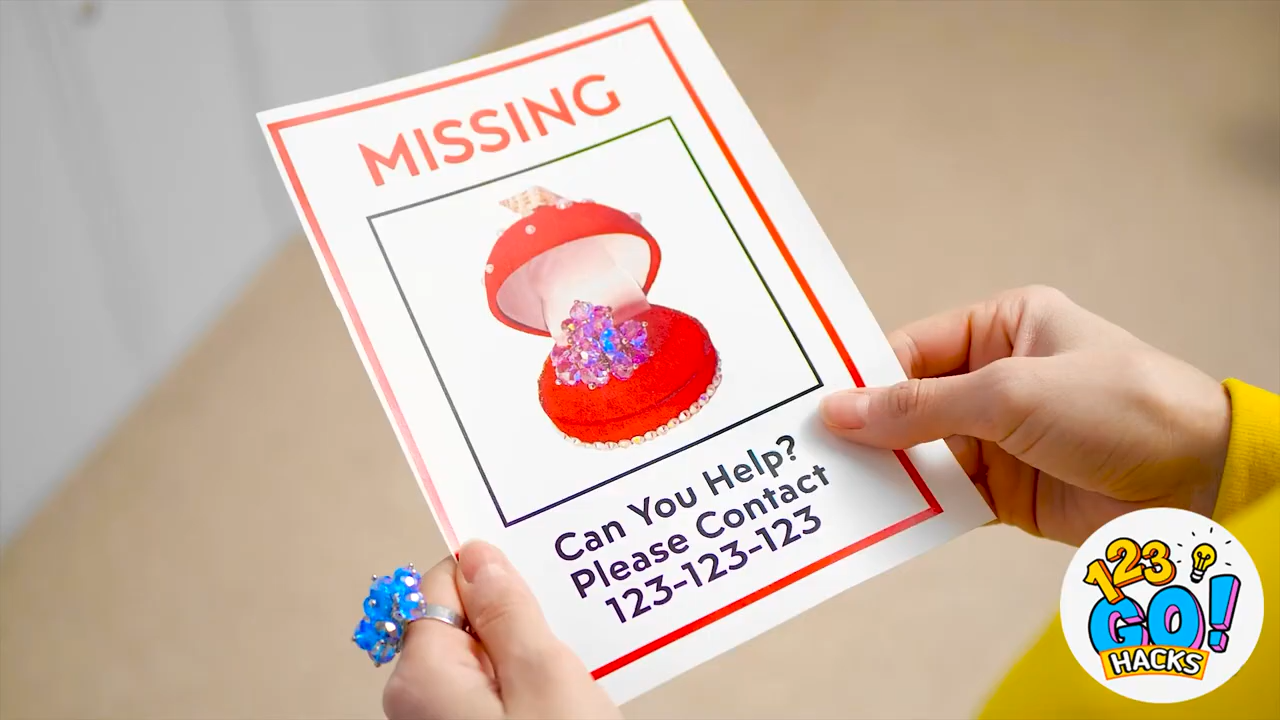 MISSING
Can You Help?
Please Contact
123-123-123
123
GO!
HACKS